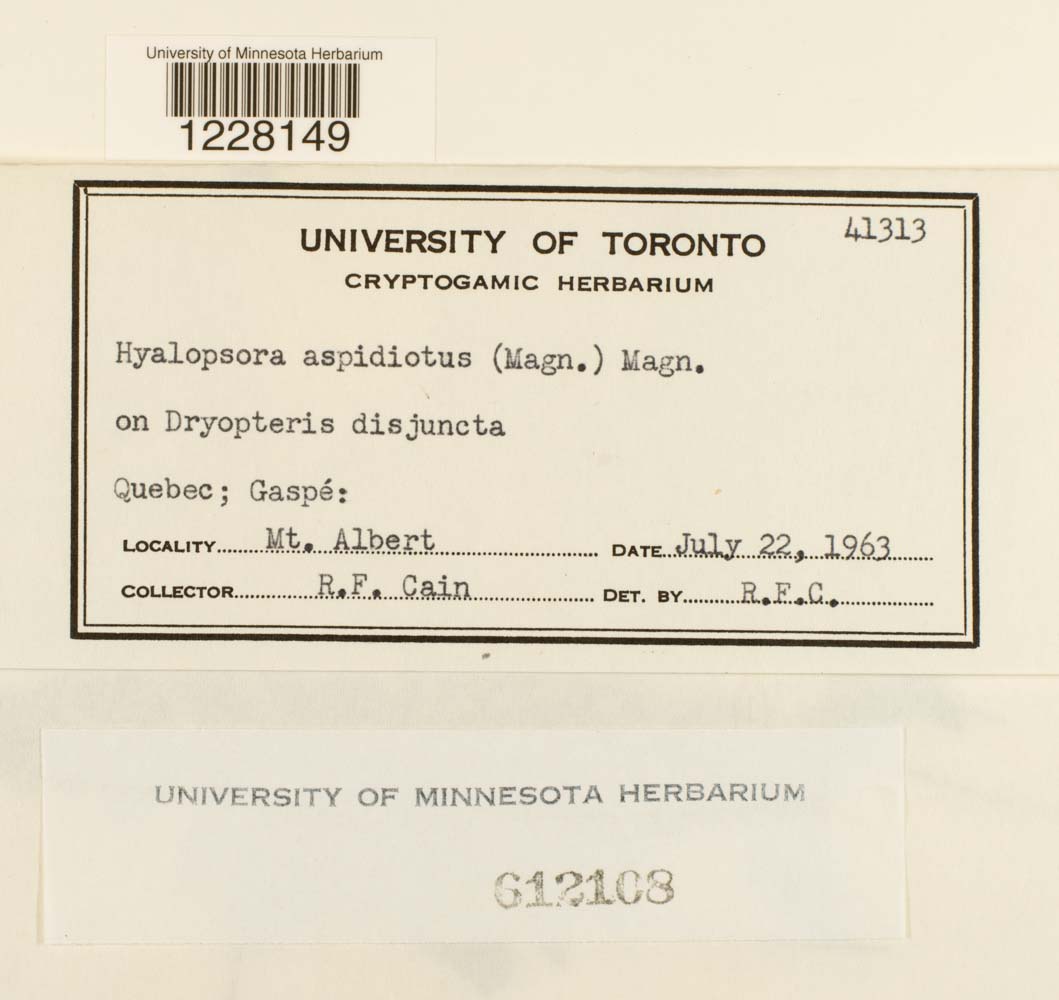 University of Minnesota Herbarium
1228149
41313
UNIVERSITY OF TORONTO
CRYPTOGAMIC HERBARIUM
Hyalopsora aspidiotus (Magn.) Magn.
on Dryopteris disjuncta
Quebec; Gaspé:
LOCALITY Mt. Albert DATE July 22, 1963
COLLECTOR R.F. Cain DET. BY R.F.C.
UNIVERSITY OF MINNESOTA HERBARIUM
612108